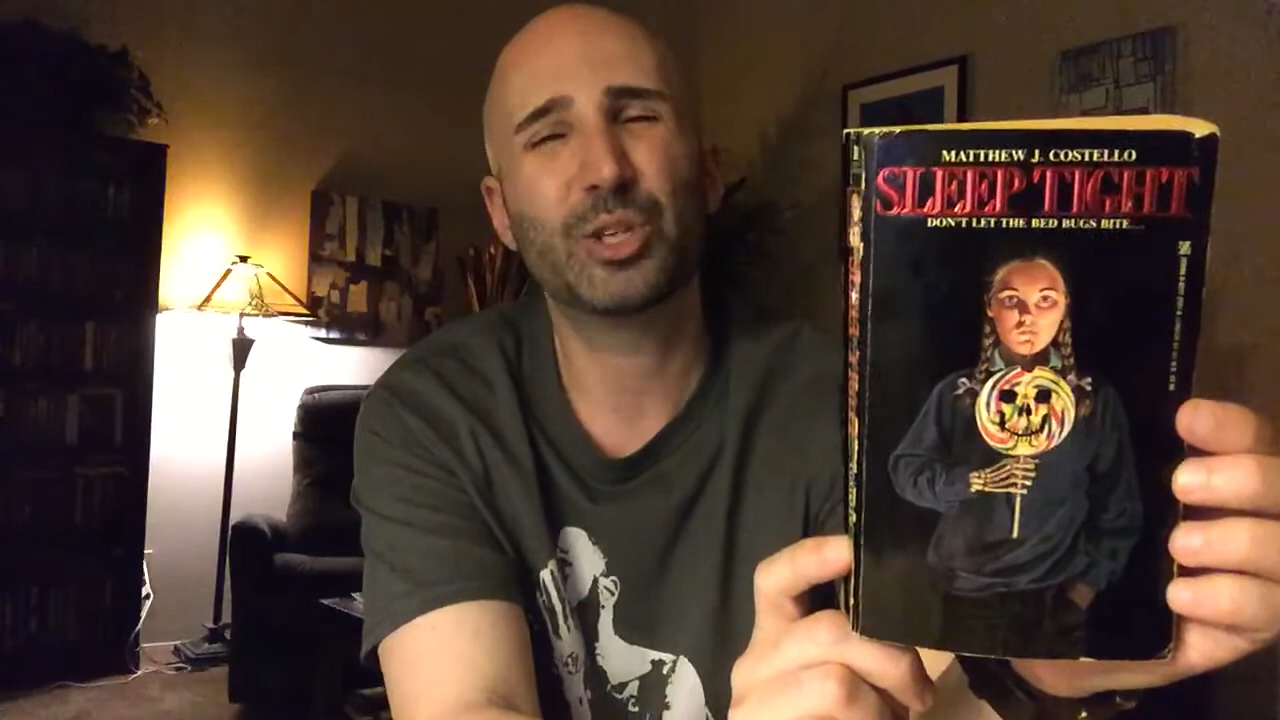 MATTHEW J. COSTELLO
SLEEP TIGHT
DON'T LET THE BED BUGS BITE...